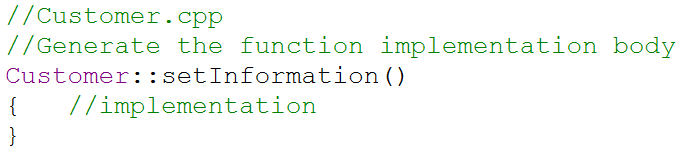 //Customer.cpp
//Generate the function implementation body
Customer::setInformation()
{    //implementation
}